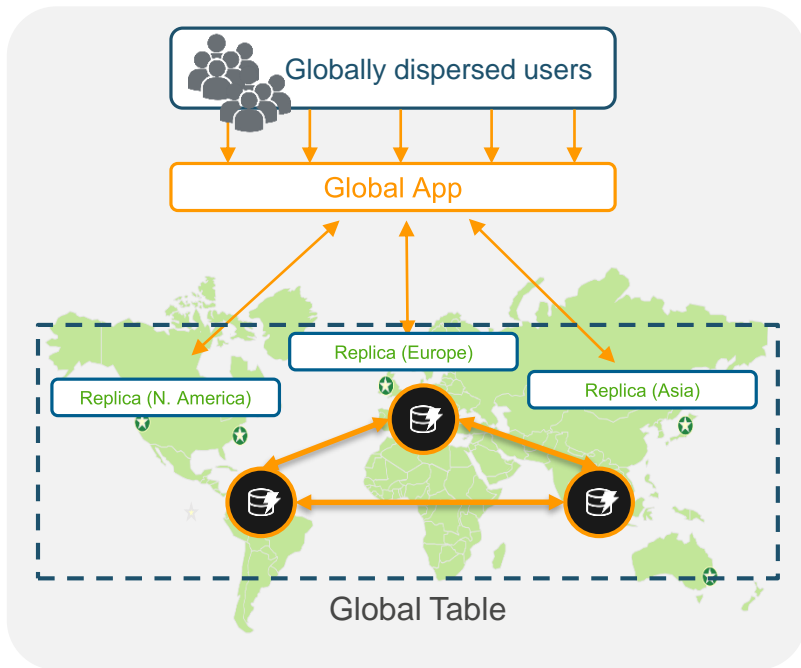 Globally dispersed users
Global App
Replica (Europe)
Replica (N. America)
Replica (Asia)
Global Table